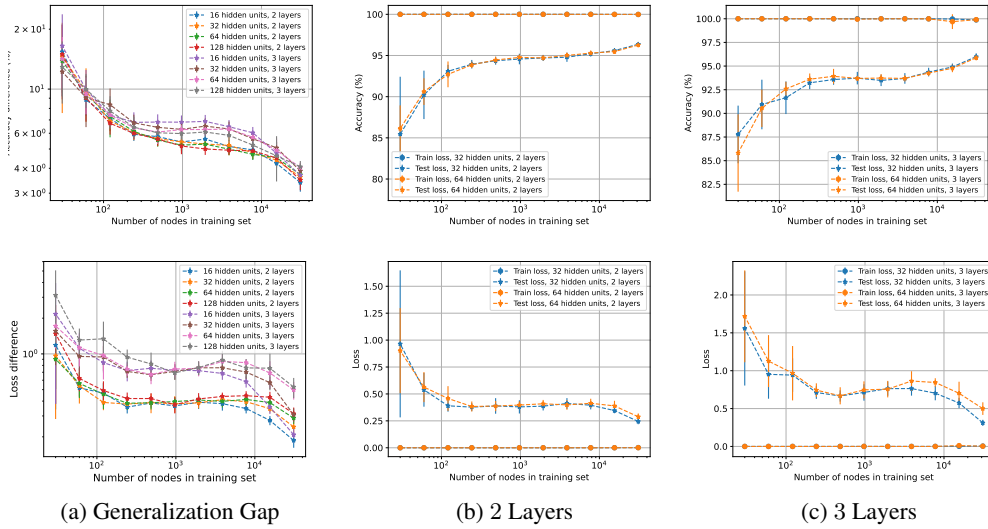 2 × 10¹
10¹
6 × 10⁰
4 × 10⁰
3 × 10⁰
16 hidden units, 2 layers
32 hidden units, 2 layers
64 hidden units, 2 layers
128 hidden units, 2 layers
16 hidden units, 3 layers
32 hidden units, 3 layers
64 hidden units, 3 layers
128 hidden units, 3 layers
10² 10³ 10⁴
Number of nodes in training set
Accuracy (%)
100
95
90
85
80
Train loss, 32 hidden units, 2 layers
Test loss, 32 hidden units, 2 layers
Train loss, 64 hidden units, 2 layers
Test loss, 64 hidden units, 2 layers
10² 10³ 10⁴
Number of nodes in training set
Accuracy (%)
100.0
97.5
95.0
92.5
90.0
87.5
85.0
82.5
Train loss, 32 hidden units, 3 layers
Test loss, 32 hidden units, 3 layers
Train loss, 64 hidden units, 3 layers
Test loss, 64 hidden units, 3 layers
10² 10³ 10⁴
Number of nodes in training set
Loss difference
10⁰
16 hidden units, 2 layers
32 hidden units, 2 layers
64 hidden units, 2 layers
128 hidden units, 2 layers
16 hidden units, 3 layers
32 hidden units, 3 layers
64 hidden units, 3 layers
128 hidden units, 3 layers
10² 10³ 10⁴
Number of nodes in training set
Loss
1.50
1.25
1.00
0.75
0.50
0.25
0.00
Train loss, 32 hidden units, 2 layers
Test loss, 32 hidden units, 2 layers
Train loss, 64 hidden units, 2 layers
Test loss, 64 hidden units, 2 layers
10² 10³ 10⁴
Number of nodes in training set
Loss
2.0
1.5
1.0
0.5
0.0
Train loss, 32 hidden units, 3 layers
Test loss, 32 hidden units, 3 layers
Train loss, 64 hidden units, 3 layers
Test loss, 64 hidden units, 3 layers
10² 10³ 10⁴
Number of nodes in training set
(a) Generalization Gap
(b) 2 Layers
(c) 3 Layers